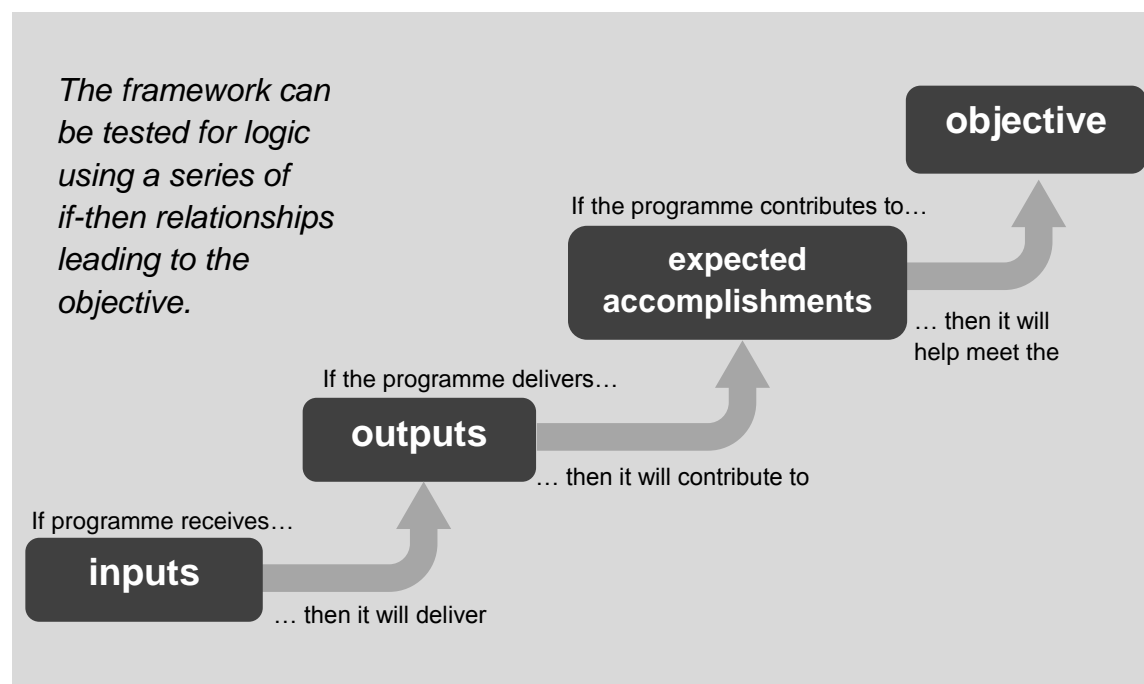 The framework can
be tested for logic
using a series of
if-then relationships
leading to the
objective.
objective
If the programme contributes to…
expected
accomplishments
… then it will
help meet the
If the programme delivers…
outputs
… then it will contribute to
If programme receives…
inputs
… then it will deliver